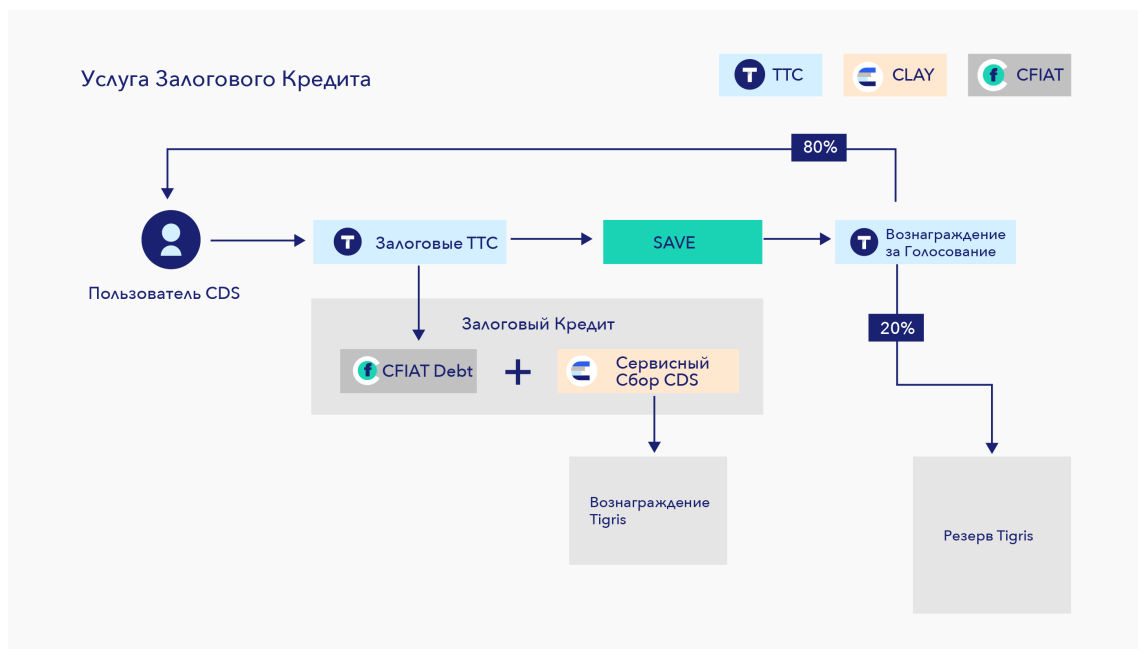 Услуга Залогового Кредита
TTC
CLAY
CFIAT
80%
Залоговые TTC
SAVE
Вознаграждение
за Голосование
Пользователь CDS
20%
Залоговый Кредит
CFIAT Debt
+
Сервисный
Сбор CDS
Вознаграждение
Tigris
Резерв Tigris